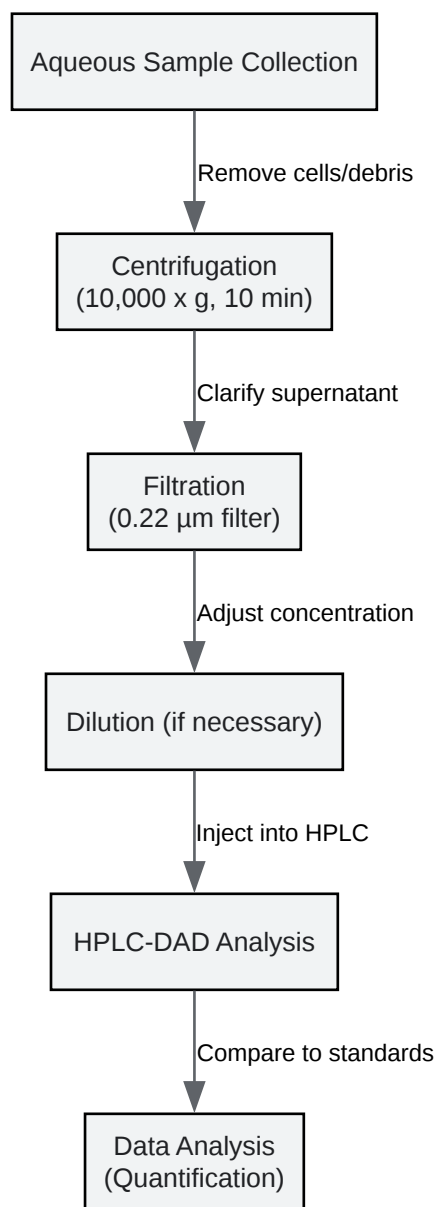 Aqueous Sample Collection
Remove cells/debris
Centrifugation
(10,000 x g, 10 min)
Clarify supernatant
Filtration
(0.22 µm filter)
Adjust concentration
Dilution (if necessary)
Inject into HPLC
HPLC-DAD Analysis
Compare to standards
Data Analysis
(Quantification)